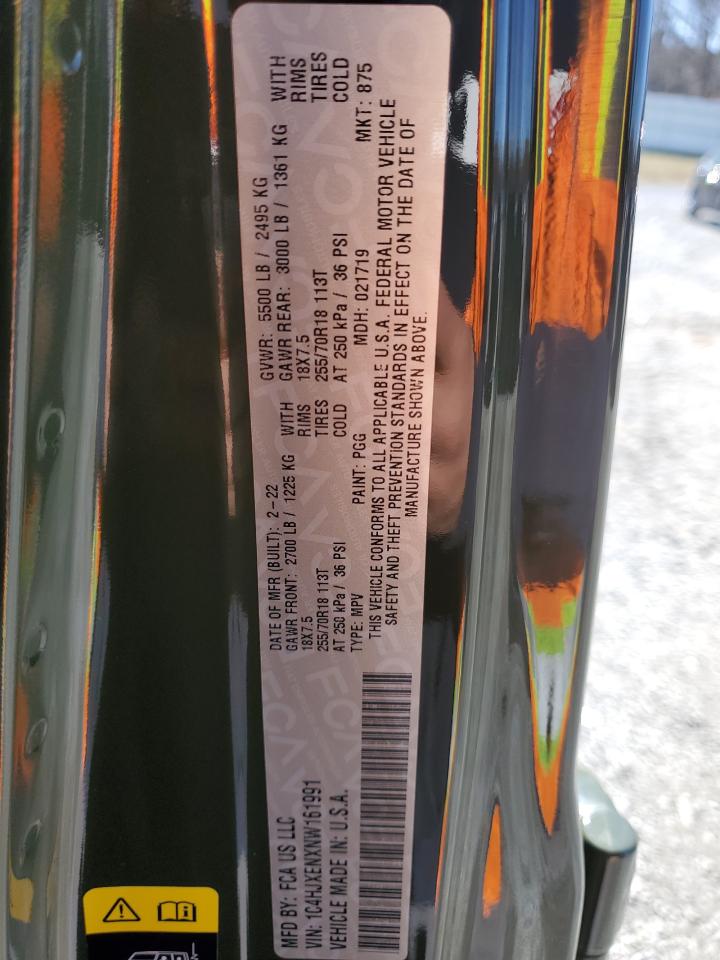 MFD BY: FCA US LLC
VIN: 1C4HJXENXNW161991
VEHICLE MADE IN: U.S.A.
DATE OF MFR (BUILT): 2-22 GVWR: 5500 LB / 2495 KG
GAWR FRONT: 2700 LB / 1225 KG WITH GAWR REAR: 3000 LB / 1361 KG WITH
18X7.5 RIMS 18X7.5 RIMS
255/70R18 113T TIRES 255/70R18 113T TIRES
AT 250 kPa / 36 PSI COLD AT 250 kPa / 36 PSI COLD
TYPE: MPV PAINT: PGG MDH: 021719 MKT: 875
THIS VEHICLE CONFORMS TO ALL APPLICABLE U.S.A. FEDERAL MOTOR VEHICLE
SAFETY AND THEFT PREVENTION STANDARDS IN EFFECT ON THE DATE OF
MANUFACTURE SHOWN ABOVE.